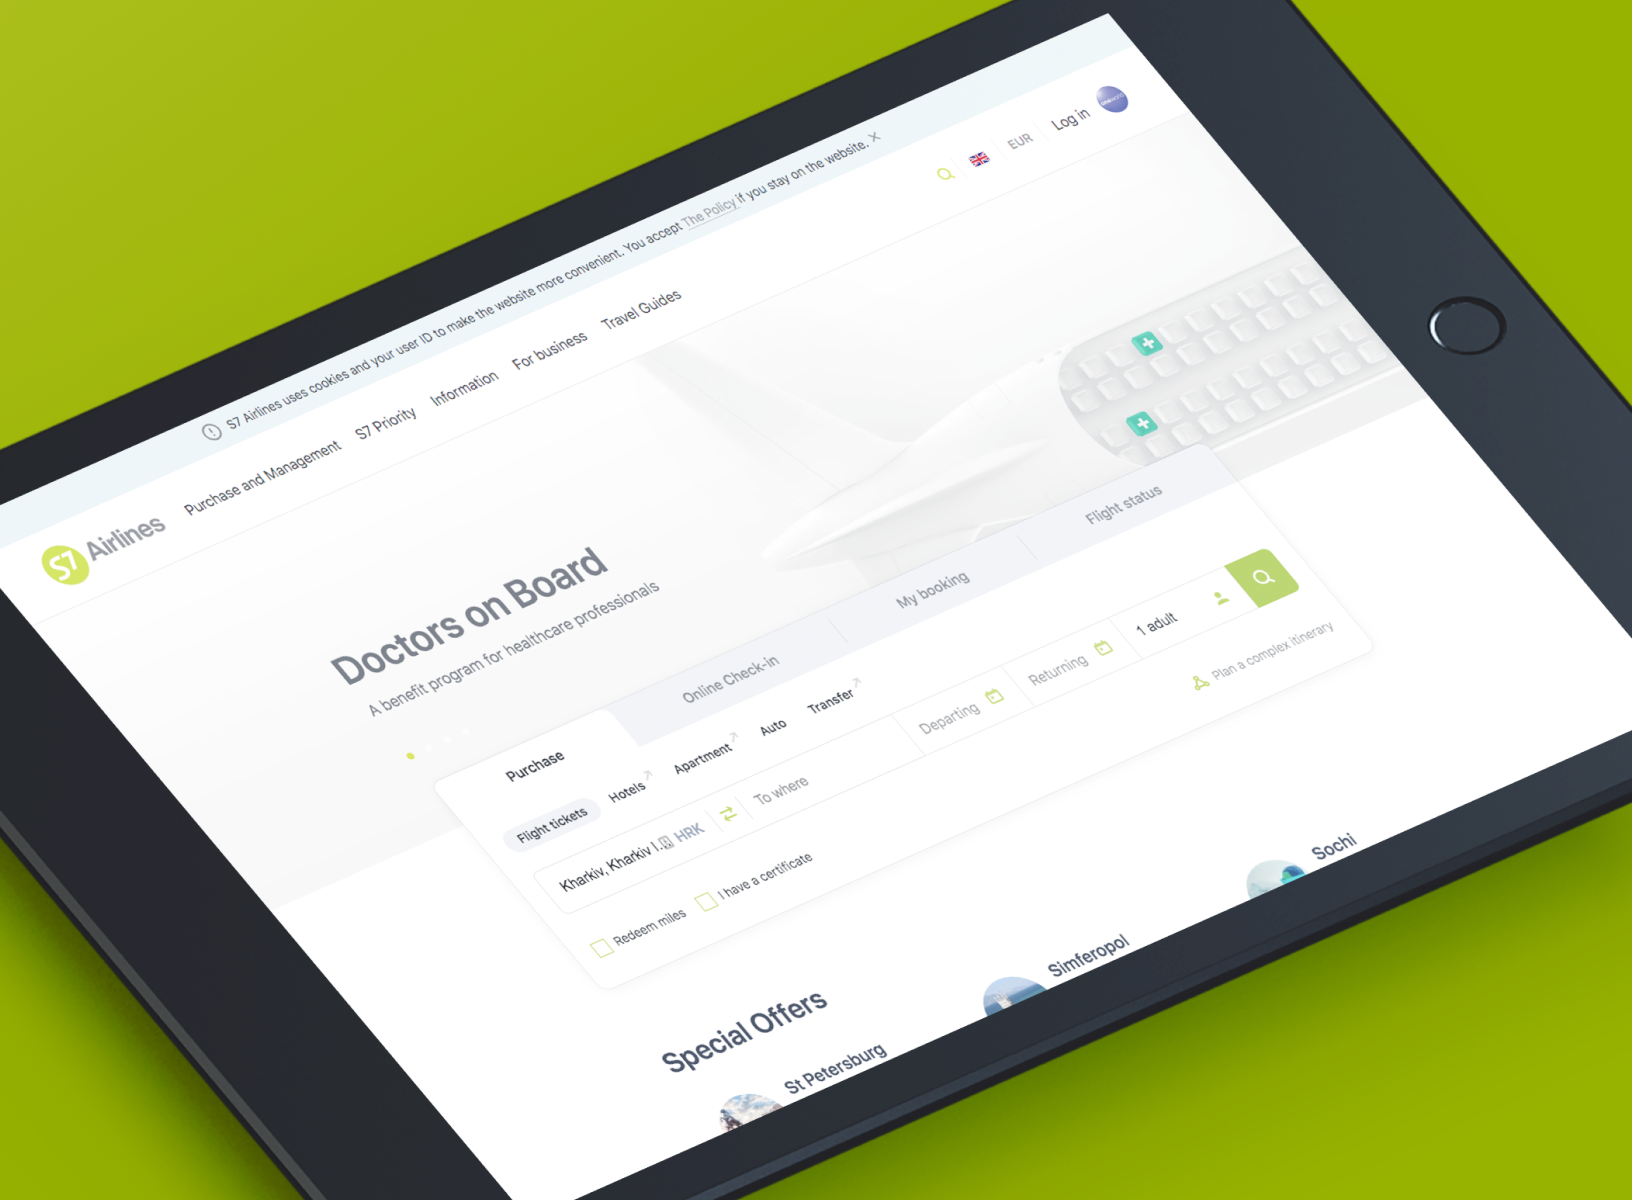 S7 Airlines uses cookies and your user ID to make the website more convenient. You accept The Policy if you stay on the website.
S7 Airlines
Purchase and Management
S7 Priority
Information
For business
Travel Guides
EUR
Log in
Doctors on Board
A benefit program for healthcare professionals
Purchase
Online Check-in
My booking
Flight status
Flight tickets
Hotels
Apartment
Auto
Transfer
Kharkiv, Kharkiv I... HRK
To where
Departing
Returning
1 adult
Redeem miles
I have a certificate
Plan a complex itinerary
Special Offers
St Petersburg
Simferopol
Sochi